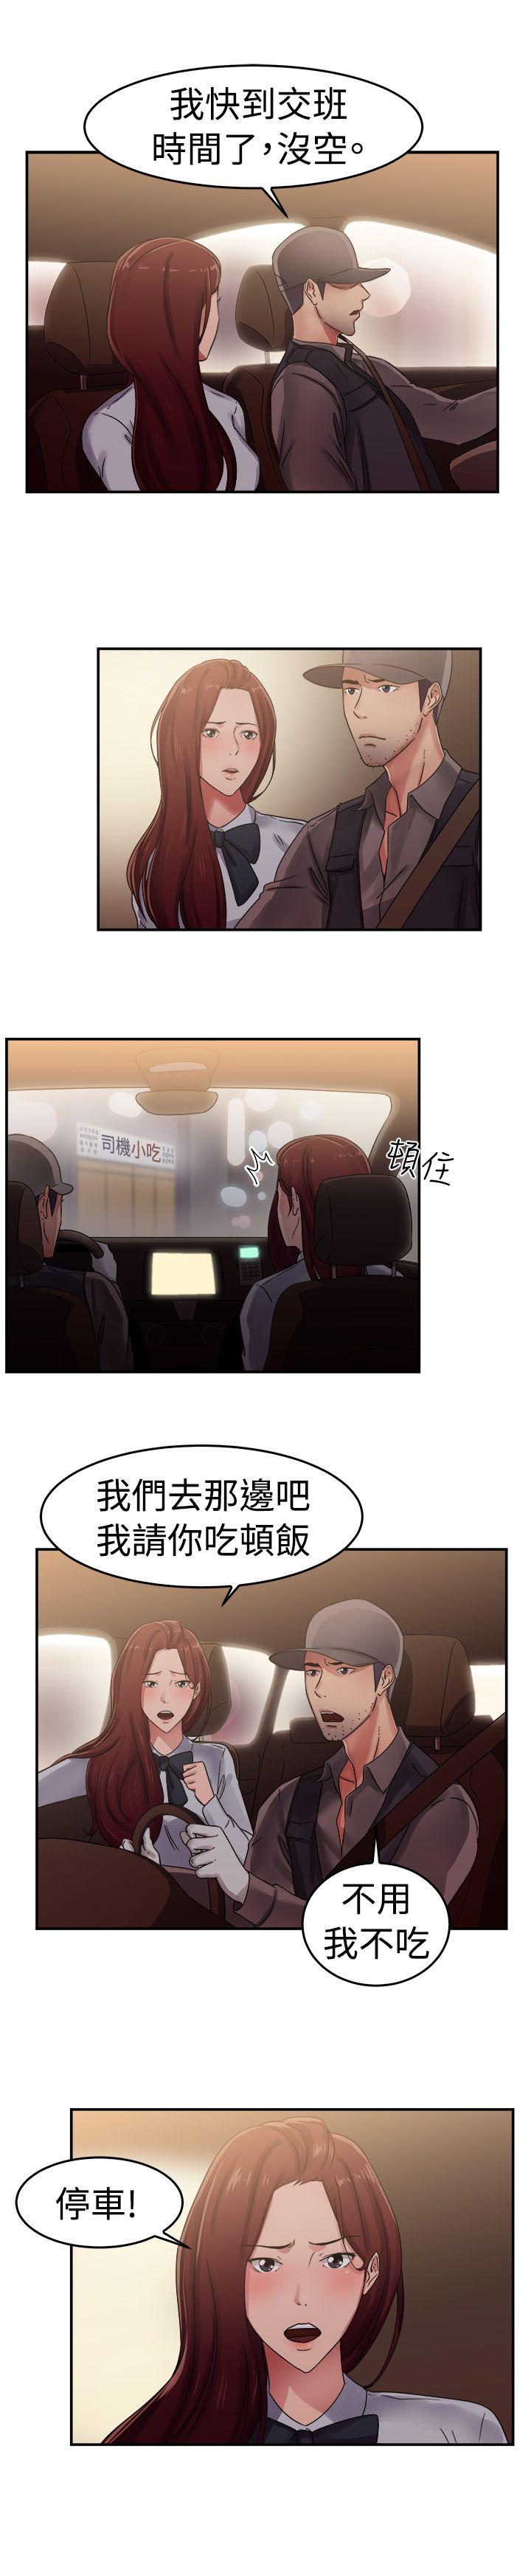 我快到交班
時間了，沒空。
司機小吃
頓住
我們去那邊吧
我請你吃頓飯
不用
我不吃
停車！